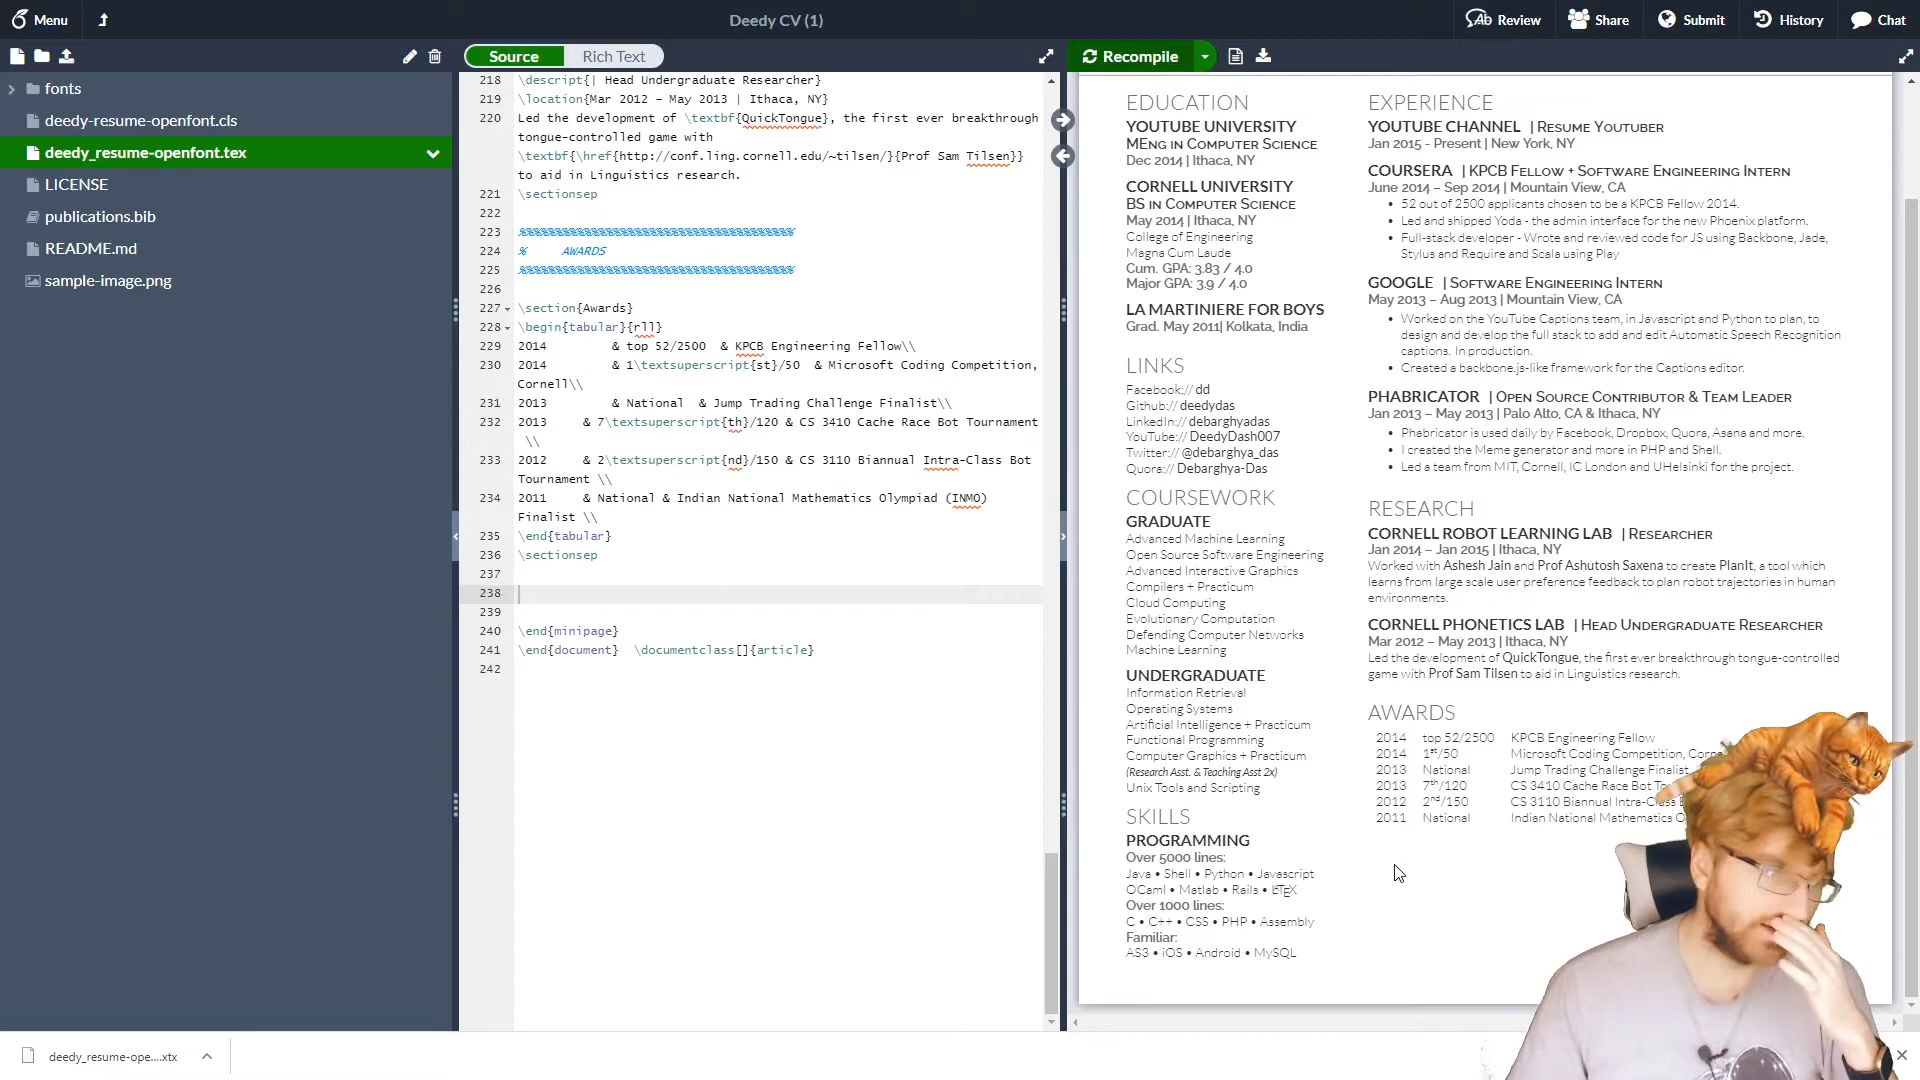 Menu
Deedy CV (1)
Review
Share
Submit
History
Chat
Source
Rich Text
Recompile
fonts
deedy-resume-openfont.cls
deedy_resume-openfont.tex
LICENSE
publications.bib
README.md
sample-image.png
218 \descript{| Head Undergraduate Researcher}
219 \location{Mar 2012 – May 2013 | Ithaca, NY}
220 Led the development of \textbf{QuickTongue}, the first ever breakthrough
tongue-controlled game with
\textbf{\href{http://conf.ling.cornell.edu/~tilsen/}{Prof Sam Tilsen}}
to aid in Linguistics research.
221 \sectionsep
222
223 %%%%%%%%%%%%%%%%%%%%%%%%%%%%%%%%%%%%%%
224 % AWARDS
225 %%%%%%%%%%%%%%%%%%%%%%%%%%%%%%%%%%%%%%
226
227 \section{Awards}
228 \begin{tabular}{rll}
229 2014 & top 52/2500 & KPCB Engineering Fellow\\
230 2014 & 1\textsuperscript{st}/50 & Microsoft Coding Competition,
Cornell\\
231 2013 & National & Jump Trading Challenge Finalist\\
232 2013 & 7\textsuperscript{th}/120 & CS 3410 Cache Race Bot Tournament
\\
233 2012 & 2\textsuperscript{nd}/150 & CS 3110 Biannual Intra-Class Bot
Tournament \\
234 2011 & National & Indian National Mathematics Olympiad (INMO)
Finalist \\
235 \end{tabular}
236 \sectionsep
237
238
239
240 \end{minipage}
241 \end{document} \documentclass[]{article}
242
EDUCATION
YOUTUBE UNIVERSITY
MEng in Computer Science
Dec 2014 | Ithaca, NY
CORNELL UNIVERSITY
BS in Computer Science
May 2014 | Ithaca, NY
College of Engineering
Magna Cum Laude
Cum. GPA: 3.83 / 4.0
Major GPA: 3.9 / 4.0
LA MARTINIERE FOR BOYS
Grad. May 2011| Kolkata, India
LINKS
Facebook:// dd
Github:// deedydas
LinkedIn:// debarghyadas
YouTube:// DeedyDash007
Twitter:// @debarghya_das
Quora:// Debarghya-Das
COURSEWORK
GRADUATE
Advanced Machine Learning
Open Source Software Engineering
Advanced Interactive Graphics
Compilers + Practicum
Cloud Computing
Evolutionary Computation
Defending Computer Networks
Machine Learning
UNDERGRADUATE
Information Retrieval
Operating Systems
Artificial Intelligence + Practicum
Functional Programming
Computer Graphics + Practicum
(Research Asst. & Teaching Asst 2x)
Unix Tools and Scripting
SKILLS
PROGRAMMING
Over 5000 lines:
Java • Shell • Python • Javascript
OCaml • Matlab • Rails • LATEX
Over 1000 lines:
C • C++ • CSS • PHP • Assembly
Familiar:
AS3 • iOS • Android • MySQL
EXPERIENCE
YOUTUBE CHANNEL | Resume Youtuber
Jan 2015 - Present | New York, NY
COURSERA | KPCB Fellow + Software Engineering Intern
June 2014 – Sep 2014 | Mountain View, CA
• 52 out of 2500 applicants chosen to be a KPCB Fellow 2014.
• Led and shipped Yoda - the admin interface for the new Phoenix platform.
• Full-stack developer - Wrote and reviewed code for JS using Backbone, Jade,
Stylus and Require and Scala using Play
GOOGLE | Software Engineering Intern
May 2013 – Aug 2013 | Mountain View, CA
• Worked on the YouTube Captions team, in Javascript and Python to plan, to
design and develop the full stack to add and edit Automatic Speech Recognition
captions. In production.
• Created a backbone.js-like framework for the Captions editor.
PHABRICATOR | Open Source Contributor & Team Leader
Jan 2013 – May 2013 | Palo Alto, CA & Ithaca, NY
• Phabricator is used daily by Facebook, Dropbox, Quora, Asana and more.
• I created the Meme generator and more in PHP and Shell.
• Led a team from MIT, Cornell, IC London and UHelsinki for the project.
RESEARCH
CORNELL ROBOT LEARNING LAB | Researcher
Jan 2014 – Jan 2015 | Ithaca, NY
Worked with Ashesh Jain and Prof Ashutosh Saxena to create PlanIt, a tool which
learns from large scale user preference feedback to plan robot trajectories in human
environments.
CORNELL PHONETICS LAB | Head Undergraduate Researcher
Mar 2012 – May 2013 | Ithaca, NY
Led the development of QuickTongue, the first ever breakthrough tongue-controlled
game with Prof Sam Tilsen to aid in Linguistics research.
AWARDS
2014 top 52/2500 KPCB Engineering Fellow
2014 1st/50 Microsoft Coding Competition,
2013 National Jump Trading Challenge Finalist
2013 7th/120 CS 3410 Cache Race Bot
2012 2nd/150 CS 3110 Biannual Intra-Class
2011 National Indian National Mathematics
deedy_resume-ope....xtx